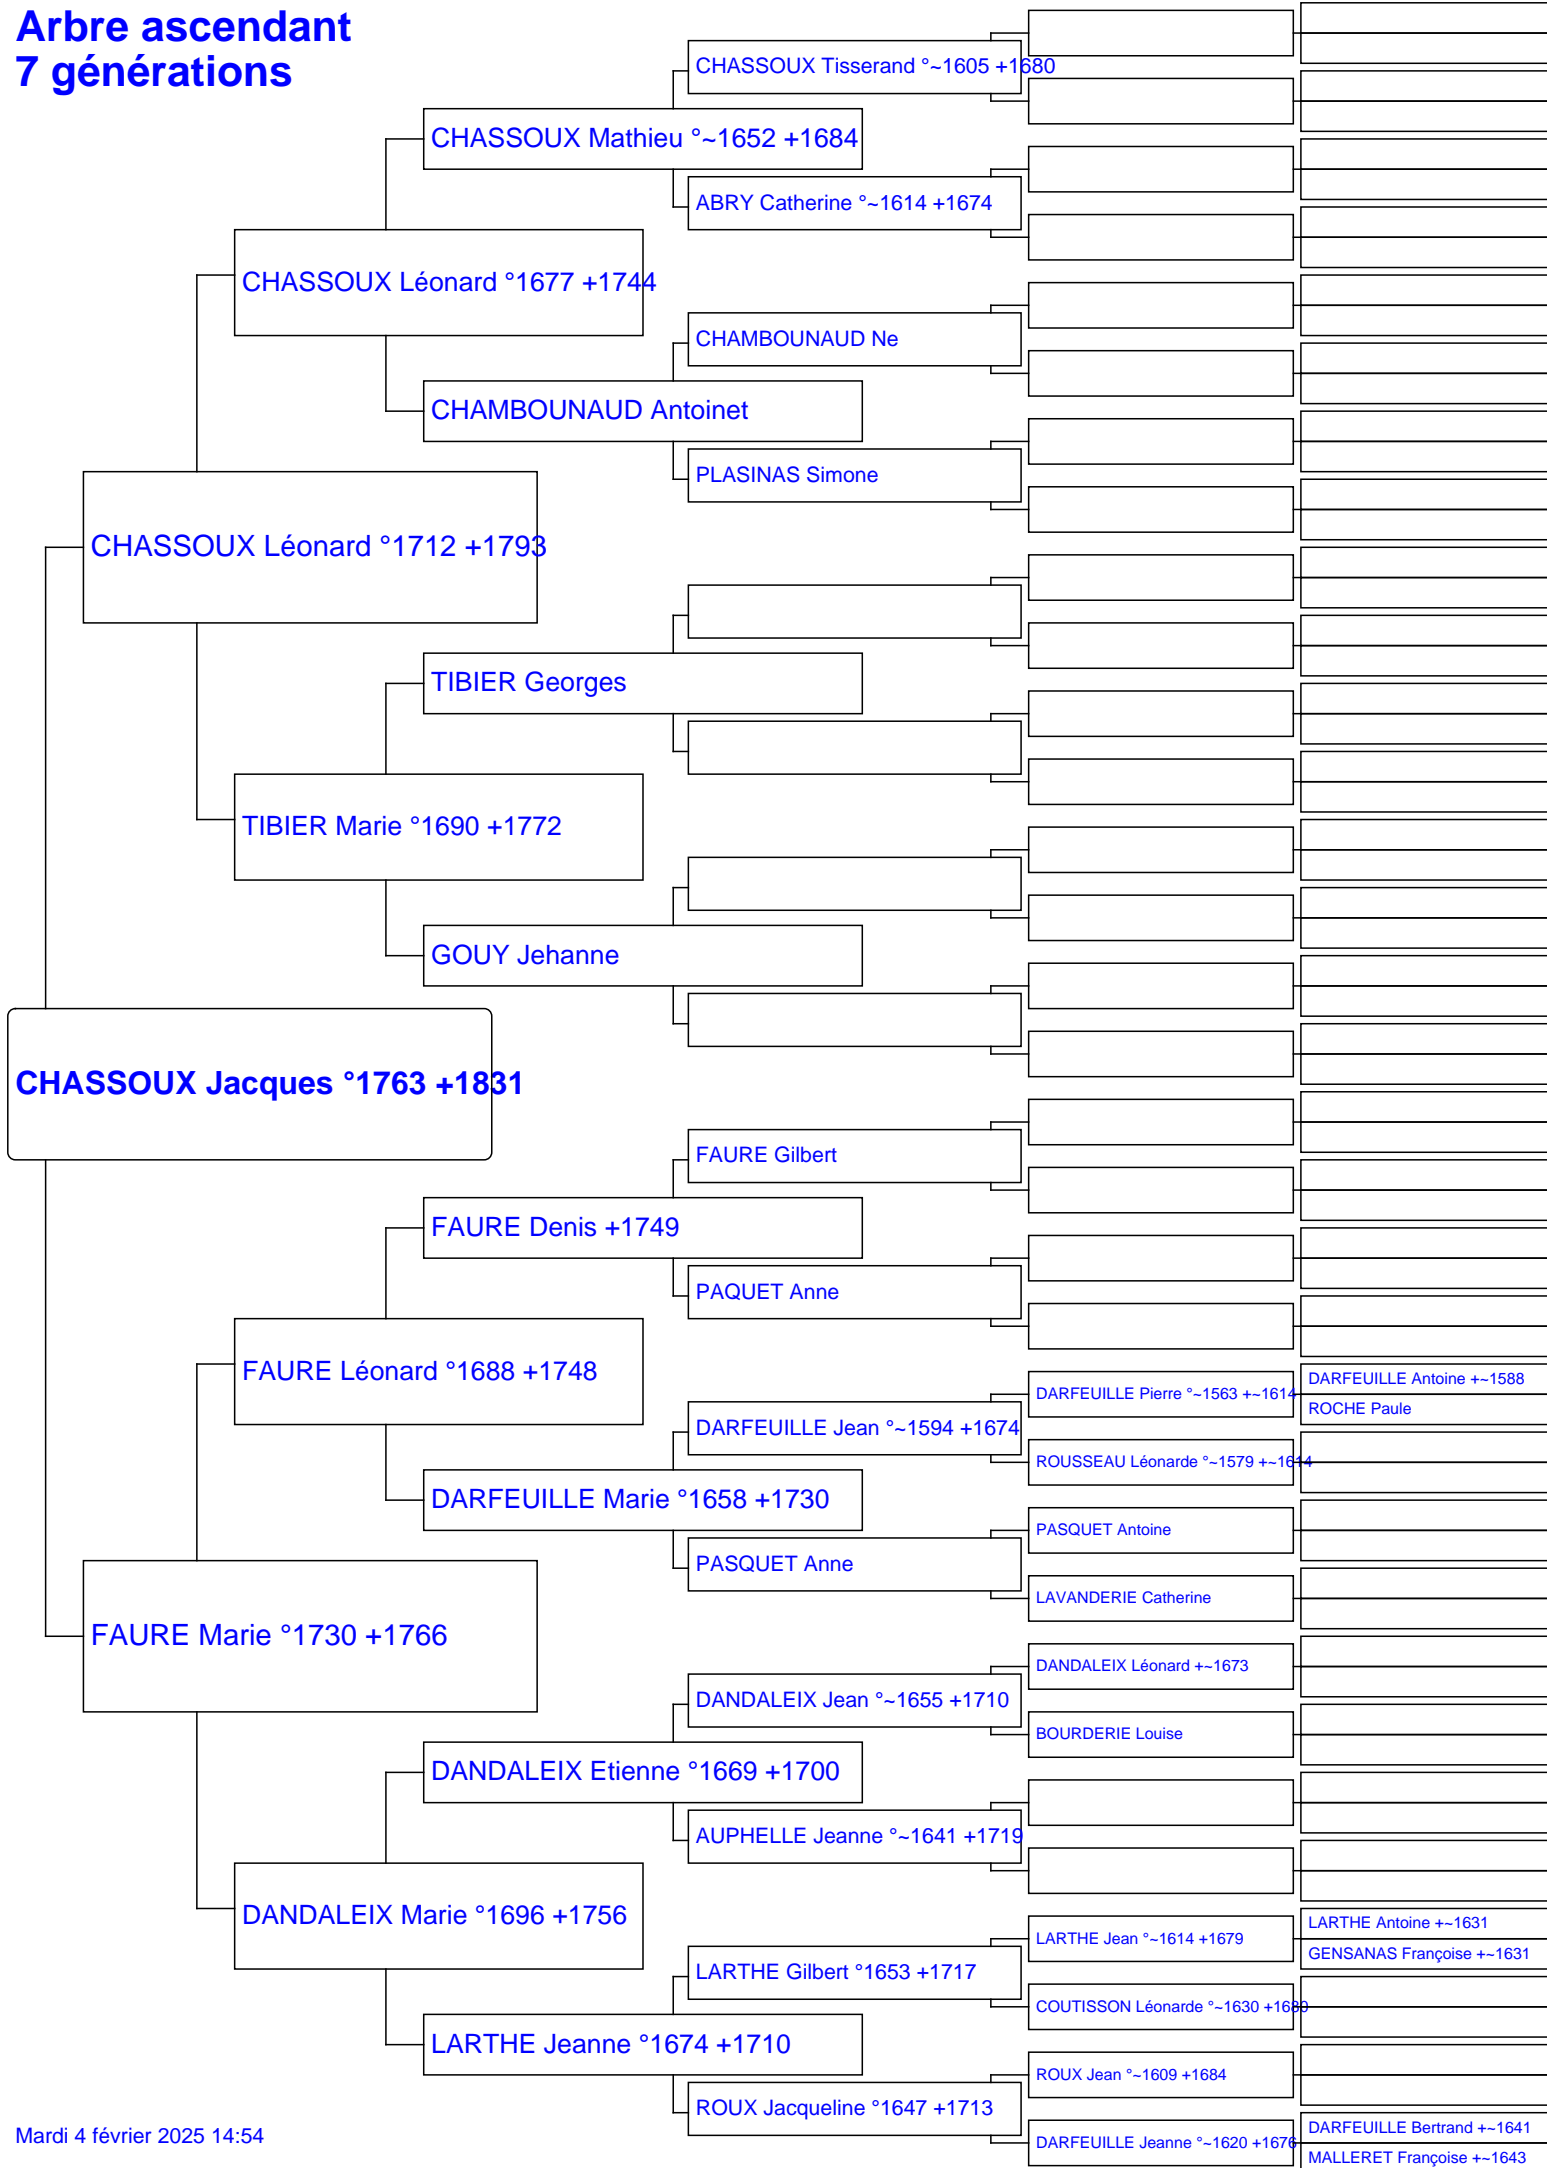 Arbre ascendant
7 générations
CHASSOUX Tisserand °~1605 +1680
CHASSOUX Mathieu °~1652 +1684
ABRY Catherine °~1614 +1674
CHASSOUX Léonard °1677 +1744
CHAMBOUNAUD Ne
CHAMBOUNAUD Antoinet
PLASINAS Simone
CHASSOUX Léonard °1712 +1793
TIBIER Georges
TIBIER Marie °1690 +1772
GOUY Jehanne
CHASSOUX Jacques °1763 +1831
FAURE Gilbert
FAURE Denis +1749
PAQUET Anne
FAURE Léonard °1688 +1748
DARFEUILLE Antoine +~1588
DARFEUILLE Pierre °~1563 +~1614
ROCHE Paule
DARFEUILLE Jean °~1594 +1674
ROUSSEAU Léonarde °~1579 +~1614
DARFEUILLE Marie °1658 +1730
PASQUET Antoine
PASQUET Anne
LAVANDERIE Catherine
FAURE Marie °1730 +1766
DANDALEIX Léonard +~1673
DANDALEIX Jean °~1655 +1710
BOURDERIE Louise
DANDALEIX Etienne °1669 +1700
AUPHELLE Jeanne °~1641 +1719
DANDALEIX Marie °1696 +1756
LARTHE Antoine +~1631
LARTHE Jean °~1614 +1679
GENSANAS Françoise +~1631
LARTHE Gilbert °1653 +1717
COUTISSON Léonarde °~1630 +1680
LARTHE Jeanne °1674 +1710
ROUX Jean °~1609 +1684
ROUX Jacqueline °1647 +1713
DARFEUILLE Bertrand +~1641
DARFEUILLE Jeanne °~1620 +1676
MALLERET Françoise +~1643
Mardi 4 février 2025 14:54